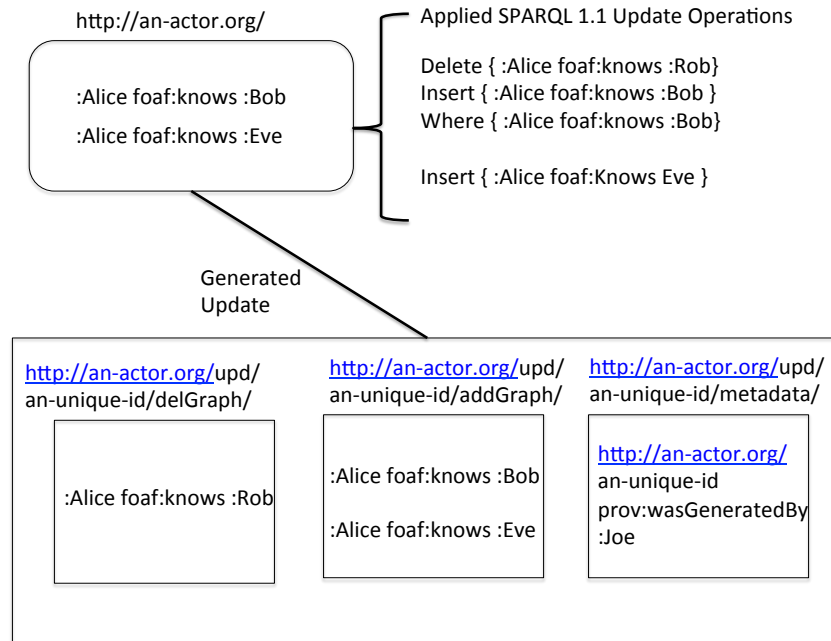 http://an-actor.org/
:Alice foaf:knows :Bob
:Alice foaf:knows :Eve
Applied SPARQL 1.1 Update Operations
Delete { :Alice foaf:knows :Rob}
Insert { :Alice foaf:knows :Bob }
Where { :Alice foaf:knows :Bob}
Insert { :Alice foaf:Knows Eve }
Generated
Update
http://an-actor.org/upd/
an-unique-id/delGraph/
:Alice foaf:knows :Rob
http://an-actor.org/upd/
an-unique-id/addGraph/
:Alice foaf:knows :Bob
:Alice foaf:knows :Eve
http://an-actor.org/upd/
an-unique-id/metadata/
http://an-actor.org/
an-unique-id
prov:wasGeneratedBy
:Joe